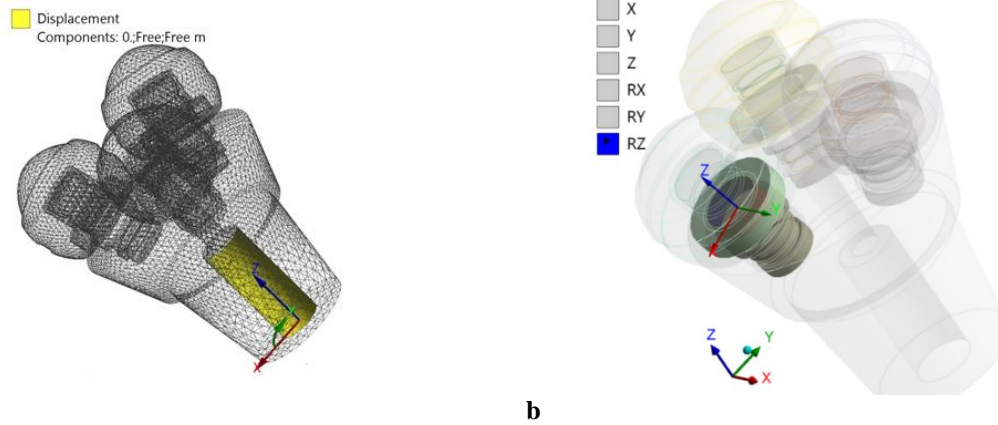 Displacement
Components: 0.;Free;Free m
Z
X
X
Y
Z
RX
RY
RZ
Z
Y
X
Z
Y
X
b